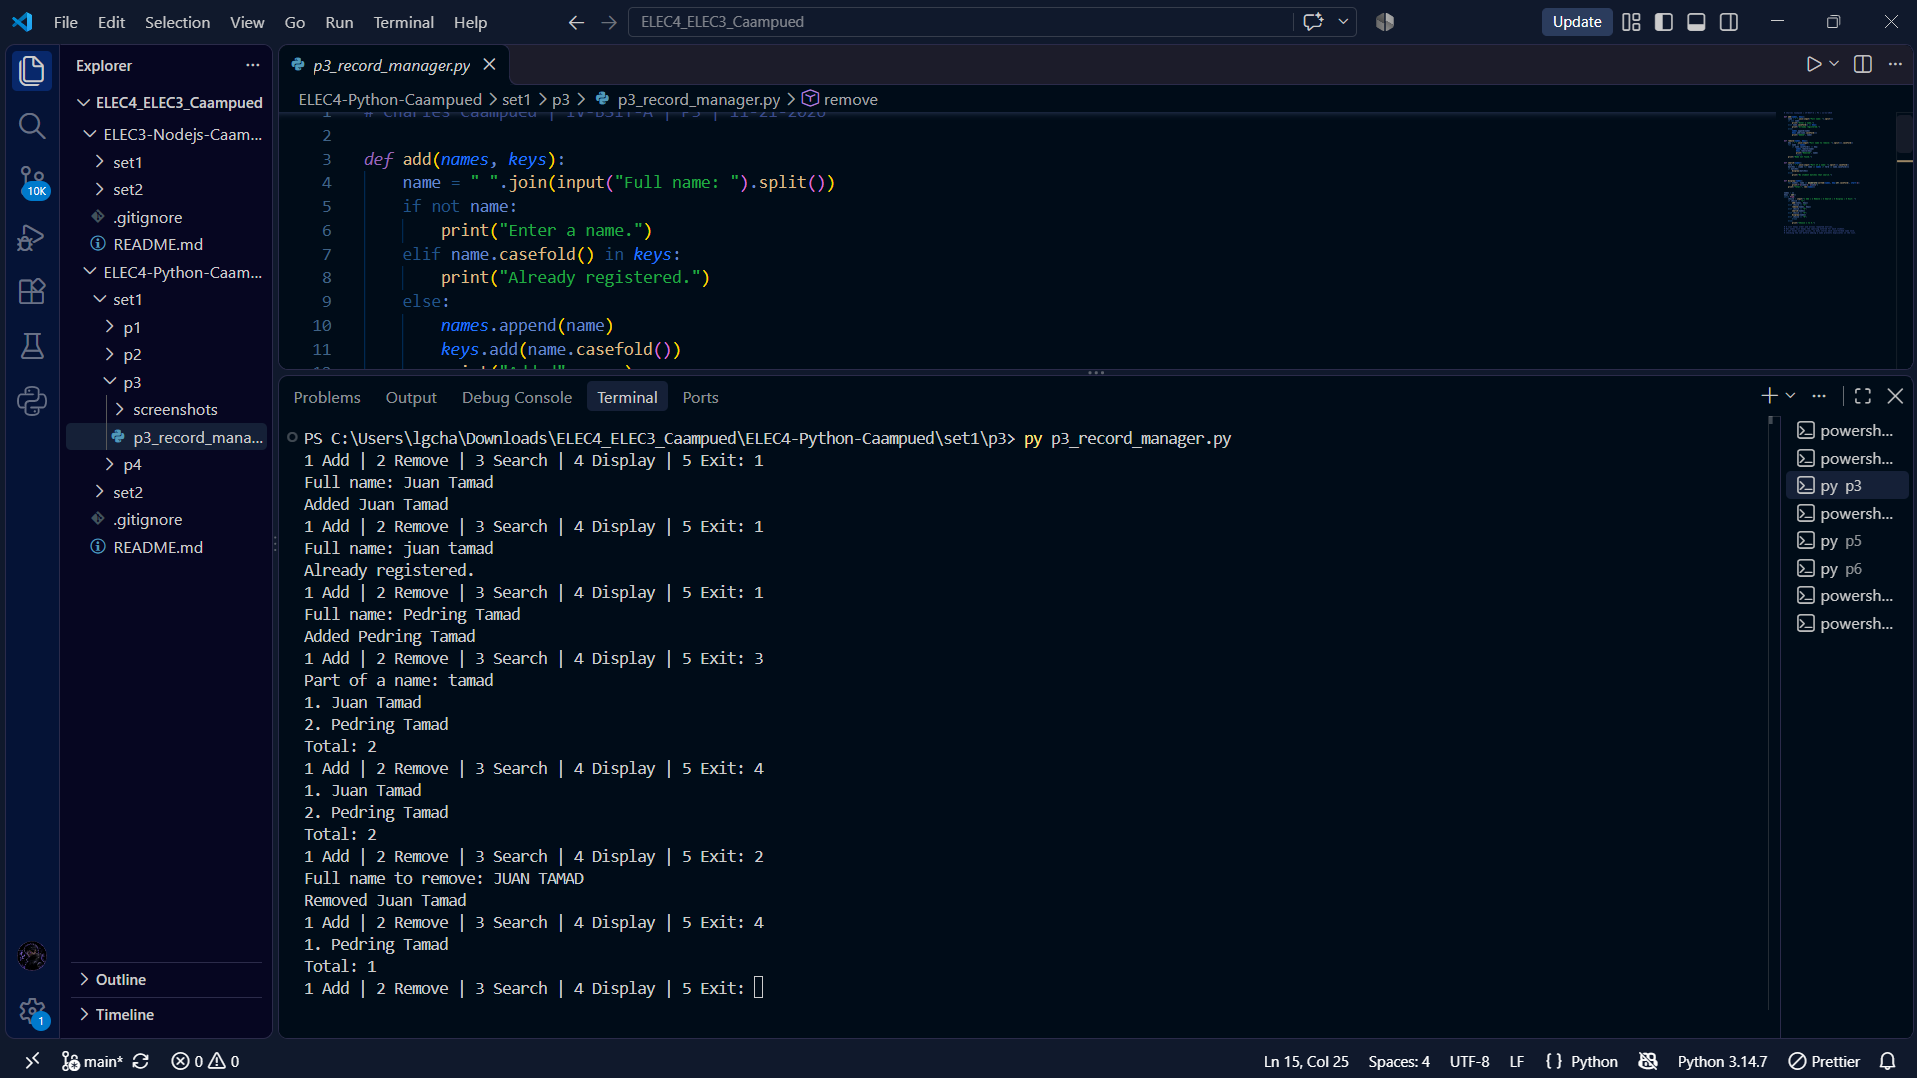 File Edit Selection View Go Run Terminal Help
ELEC4_ELEC3_Caampued
Update
Explorer
ELEC4_ELEC3_Caampued
ELEC3-Nodejs-Caam...
set1
set2
.gitignore
README.md
ELEC4-Python-Caam...
set1
p1
p2
p3
screenshots
p3_record_mana...
p4
set2
.gitignore
README.md
Outline
Timeline
10K
1
p3_record_manager.py
ELEC4-Python-Caampued > set1 > p3 > p3_record_manager.py > remove
1 # Charles Caampued | IV-BSIT-A | P3 | 11-21-2026
2
3 def add(names, keys):
4 name = " ".join(input("Full name: ").split())
5 if not name:
6 print("Enter a name.")
7 elif name.casefold() in keys:
8 print("Already registered.")
9 else:
10 names.append(name)
11 keys.add(name.casefold())
Problems Output Debug Console Terminal Ports
PS C:\Users\lgcha\Downloads\ELEC4_ELEC3_Caampued\ELEC4-Python-Caampued\set1\p3> py p3_record_manager.py
1 Add | 2 Remove | 3 Search | 4 Display | 5 Exit: 1
Full name: Juan Tamad
Added Juan Tamad
1 Add | 2 Remove | 3 Search | 4 Display | 5 Exit: 1
Full name: juan tamad
Already registered.
1 Add | 2 Remove | 3 Search | 4 Display | 5 Exit: 1
Full name: Pedring Tamad
Added Pedring Tamad
1 Add | 2 Remove | 3 Search | 4 Display | 5 Exit: 3
Part of a name: tamad
1. Juan Tamad
2. Pedring Tamad
Total: 2
1 Add | 2 Remove | 3 Search | 4 Display | 5 Exit: 4
1. Juan Tamad
2. Pedring Tamad
Total: 2
1 Add | 2 Remove | 3 Search | 4 Display | 5 Exit: 2
Full name to remove: JUAN TAMAD
Removed Juan Tamad
1 Add | 2 Remove | 3 Search | 4 Display | 5 Exit: 4
1. Pedring Tamad
Total: 1
1 Add | 2 Remove | 3 Search | 4 Display | 5 Exit:
powersh...
powersh...
py p3
powersh...
py p5
py p6
powersh...
powersh...
main* 0 0
Ln 15, Col 25 Spaces: 4 UTF-8 LF { } Python Python 3.14.7 Prettier